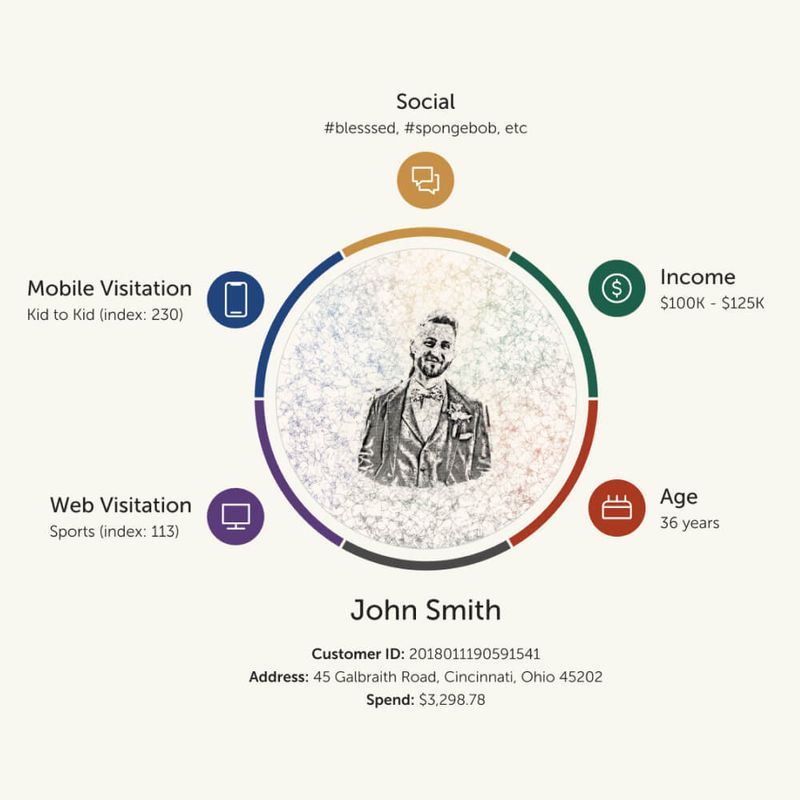 Social
#blesssed, #spongebob, etc
Mobile Visitation
Kid to Kid (index: 230)
Income
$100K - $125K
Web Visitation
Sports (index: 113)
Age
36 years
John Smith
Customer ID: 2018011190591541
Address: 45 Galbraith Road, Cincinnati, Ohio 45202
Spend: $3,298.78